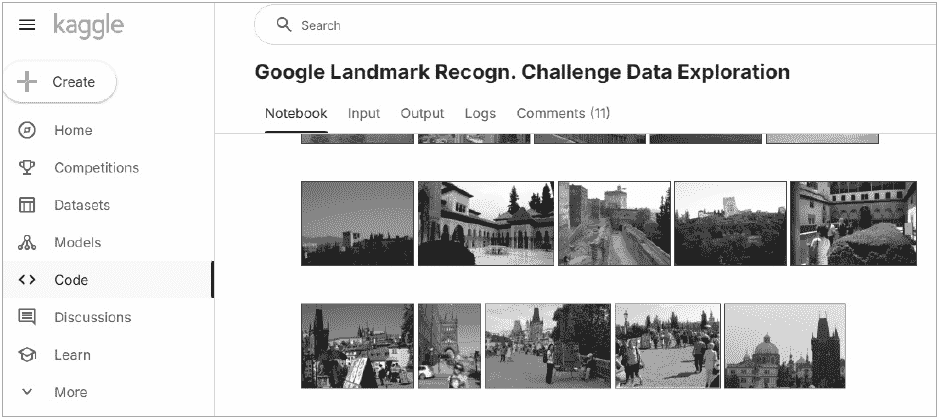 kaggle
Search
Create
Google Landmark Recogn. Challenge Data Exploration
Notebook Input Output Logs Comments (11)
Home
Competitions
Datasets
Models
Code
Discussions
Learn
More